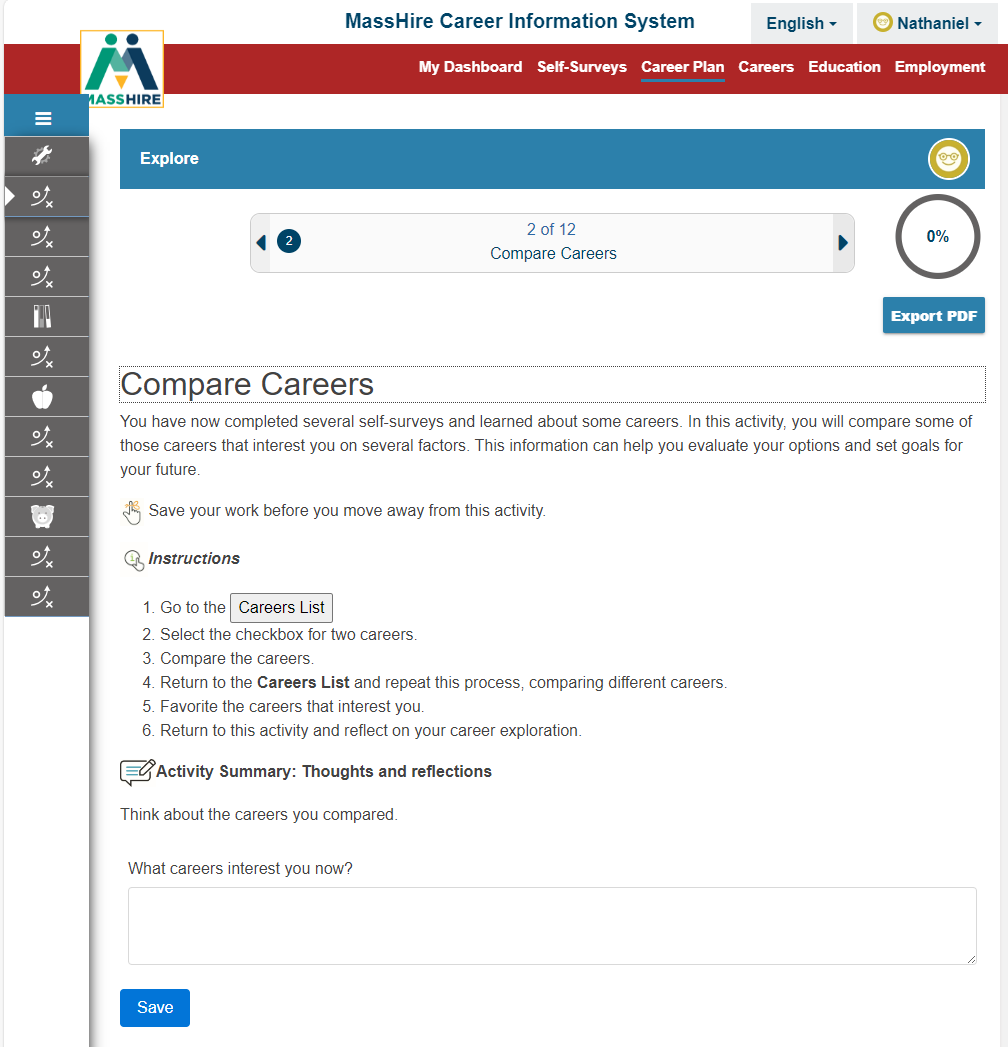 MassHire Career Information System
English
Nathaniel
MASSHIRE
My Dashboard Self-Surveys Career Plan Careers Education Employment
Explore
2
2 of 12
Compare Careers
0%
Export PDF
Compare Careers
You have now completed several self-surveys and learned about some careers. In this activity, you will compare some of
those careers that interest you on several factors. This information can help you evaluate your options and set goals for
your future.
Save your work before you move away from this activity.
Instructions
1. Go to the Careers List
2. Select the checkbox for two careers.
3. Compare the careers.
4. Return to the Careers List and repeat this process, comparing different careers.
5. Favorite the careers that interest you.
6. Return to this activity and reflect on your career exploration.
Activity Summary: Thoughts and reflections
Think about the careers you compared.
What careers interest you now?
Save